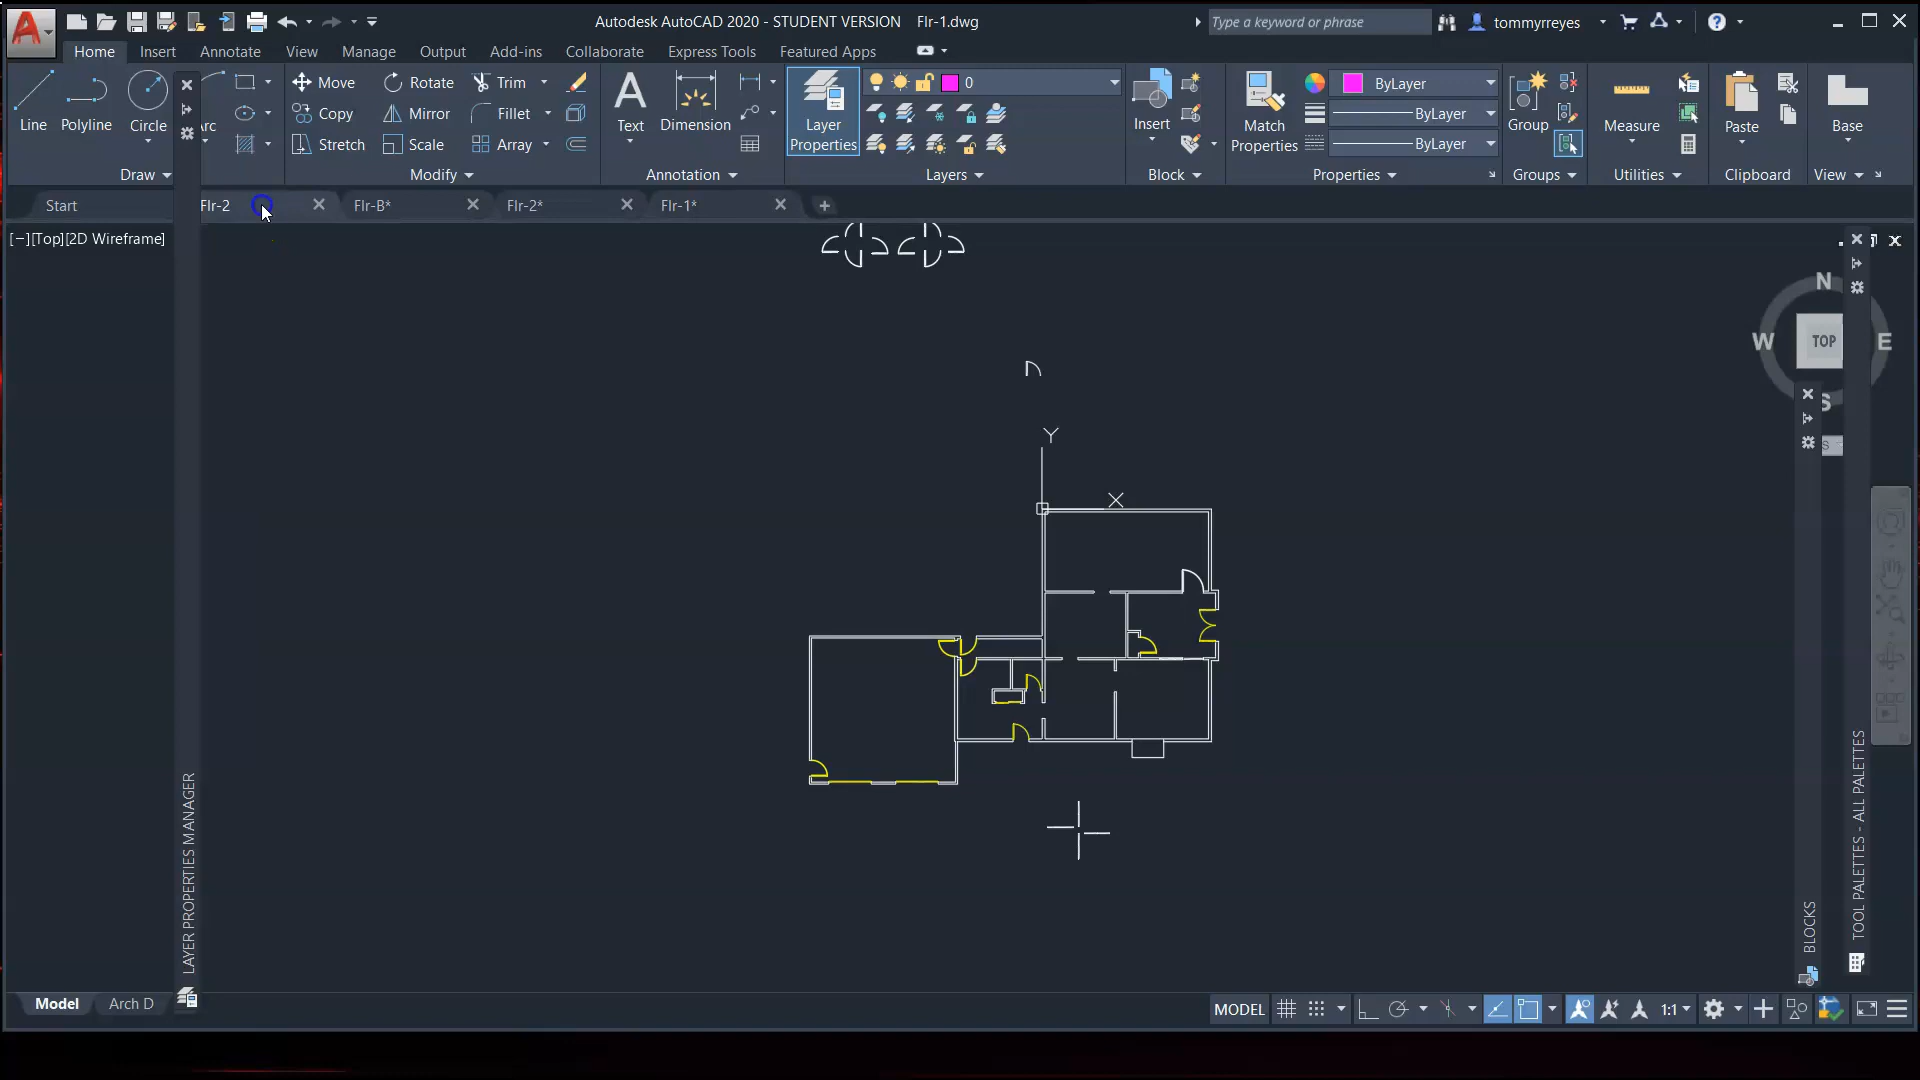 Autodesk AutoCAD 2020 - STUDENT VERSION Flr-1.dwg
Type a keyword or phrase
tommyrreyes
Home Insert Annotate View Manage Output Add-ins Collaborate Express Tools Featured Apps
Line Polyline Circle Arc
Move Rotate Trim
Copy Mirror Fillet
Stretch Scale Array
Text Dimension
Layer Properties
0
Insert
Match Properties
ByLayer
ByLayer
ByLayer
Group
Measure
Paste
Base
Draw Modify Annotation Layers Block Properties Groups Utilities Clipboard View
Start Flr-2 Flr-B* Flr-2* Flr-1*
[−][Top][2D Wireframe]
N
W TOP E
S
Y
X
LAYER PROPERTIES MANAGER
BLOCKS
TOOL PALETTES - ALL PALETTES
Model Arch D
MODEL 1:1